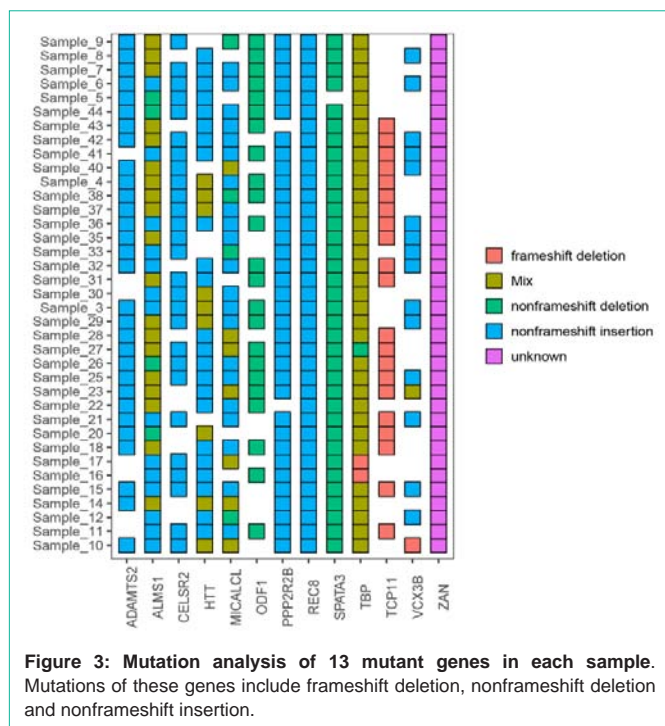 Sample_9
Sample_8
Sample_7
Sample_6
Sample_5
Sample_44
Sample_43
Sample_42
Sample_41
Sample_40
Sample_4
Sample_38
Sample_37
Sample_36
Sample_35
Sample_33
Sample_32
Sample_31
Sample_30
Sample_3
Sample_29
Sample_28
Sample_27
Sample_26
Sample_25
Sample_23
Sample_22
Sample_21
Sample_20
Sample_18
Sample_17
Sample_16
Sample_15
Sample_14
Sample_12
Sample_11
Sample_10
frameshift deletion
Mix
nonframeshift deletion
nonframeshift insertion
unknown
ADAMTS2
ALMS1
CELSR2
HTT
MICALCL
ODF1
PPP2R2B
REC8
SPATA3
TBP
TCP11
VCX3B
ZAN
Figure 3: Mutation analysis of 13 mutant genes in each sample.
Mutations of these genes include frameshift deletion, nonframeshift deletion
and nonframeshift insertion.